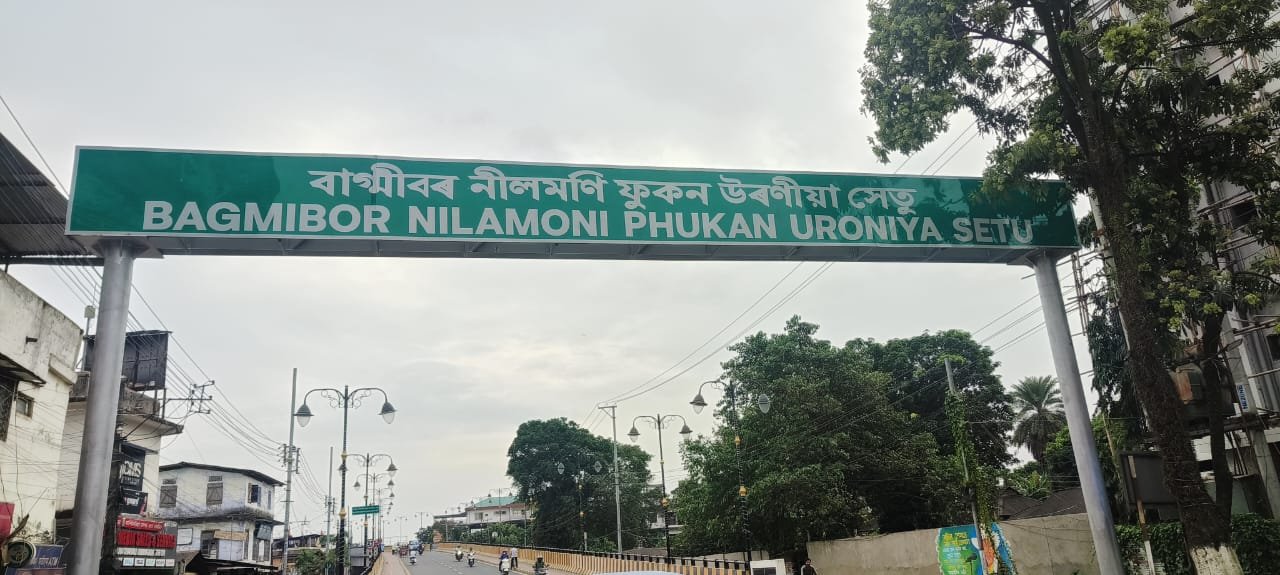 বাগ্মীবৰ নীলমণি ফুকন উৰণীয়া সেতু
BAGMIBOR NILAMONI PHUKAN URONIYA SETU